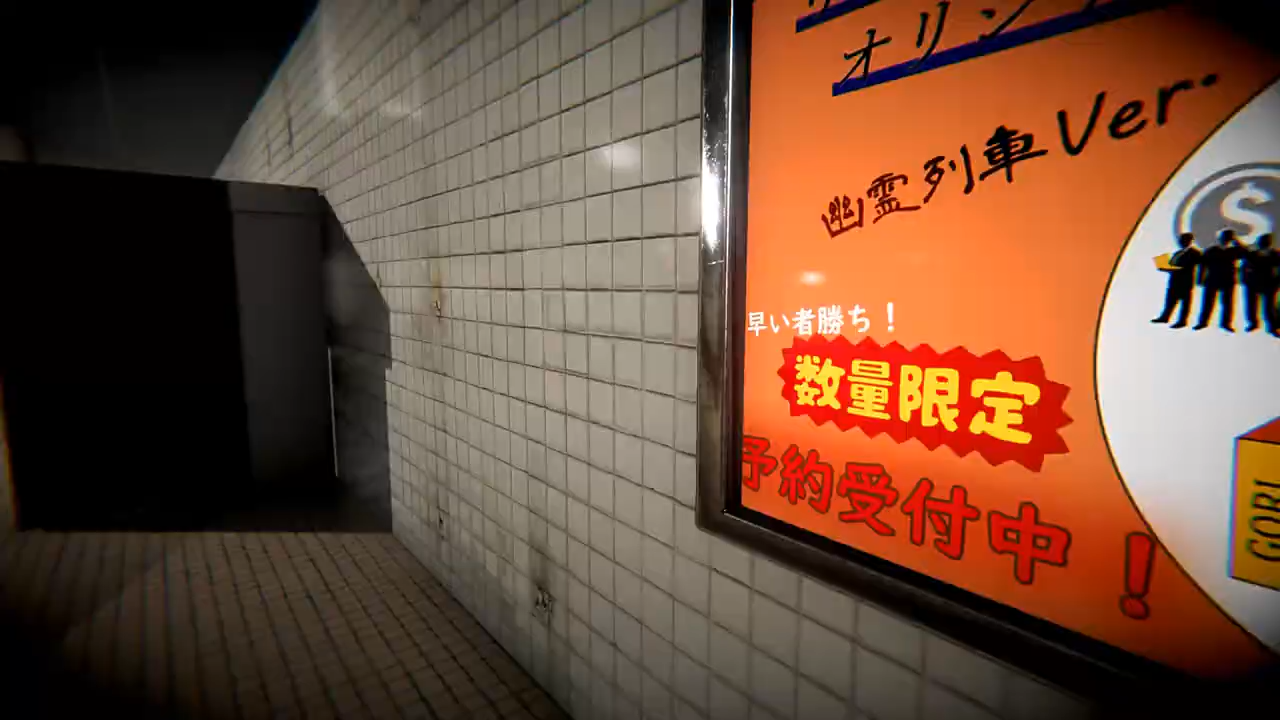 オリン
幽霊列車Ver.
早い者勝ち！
数量限定
予約受付中！
GORI